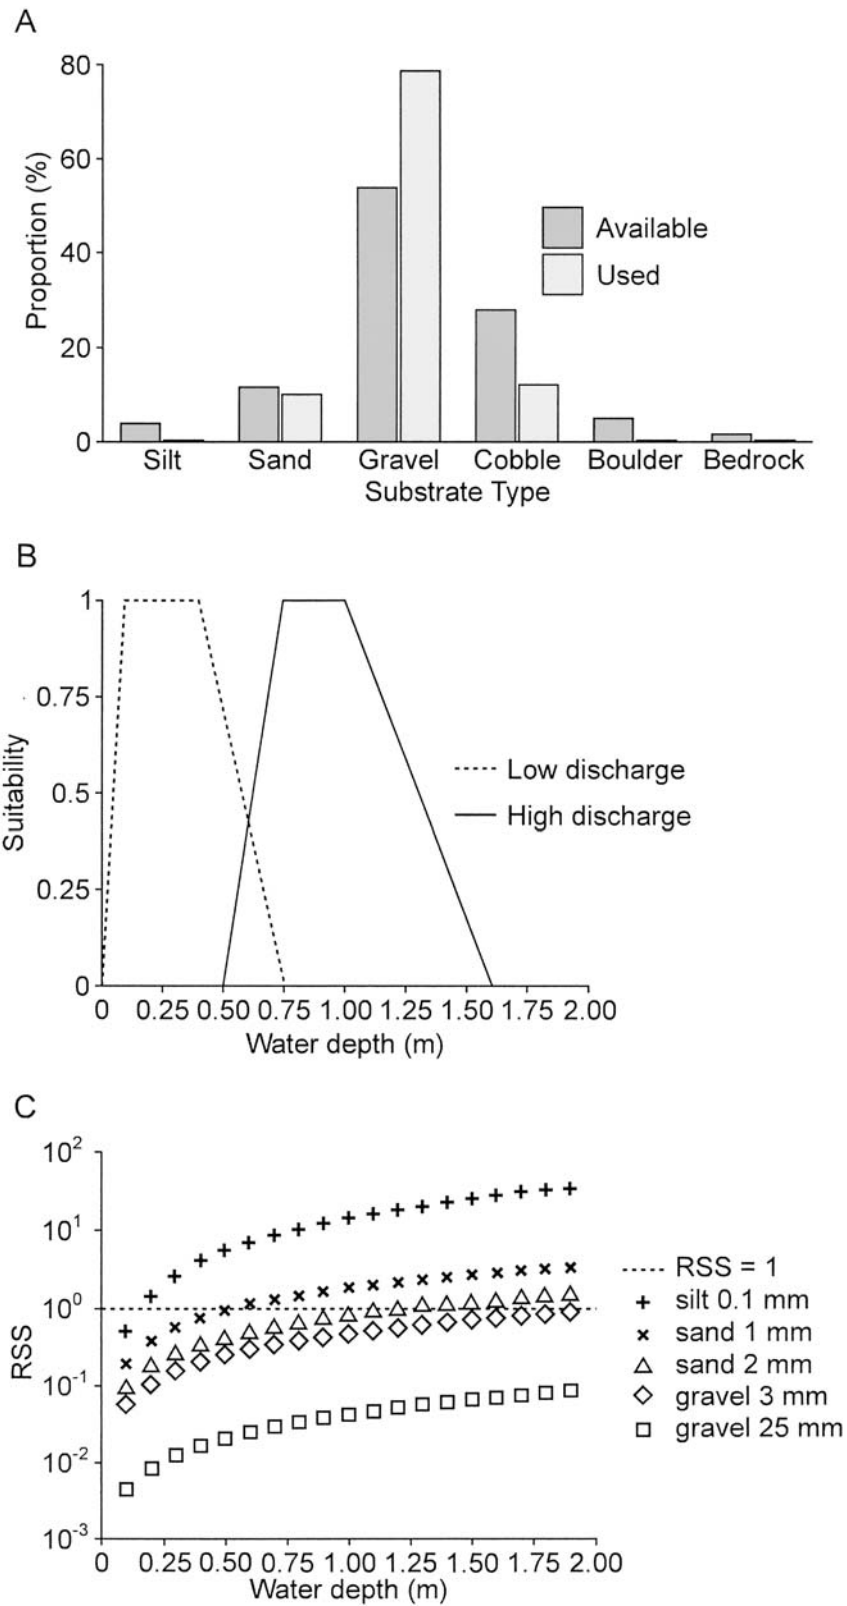 A
80
60
40
20
0
Proportion (%)
Available
Used
Silt Sand Gravel Cobble Boulder Bedrock
Substrate Type
B
1
0.75
0.5
0.25
0
Suitability
Low discharge
High discharge
0 0.25 0.50 0.75 1.00 1.25 1.50 1.75 2.00
Water depth (m)
C
10²
10¹
10⁰
10⁻¹
10⁻²
10⁻³
RSS
RSS = 1
silt 0.1 mm
sand 1 mm
sand 2 mm
gravel 3 mm
gravel 25 mm
0 0.25 0.50 0.75 1.00 1.25 1.50 1.75 2.00
Water depth (m)